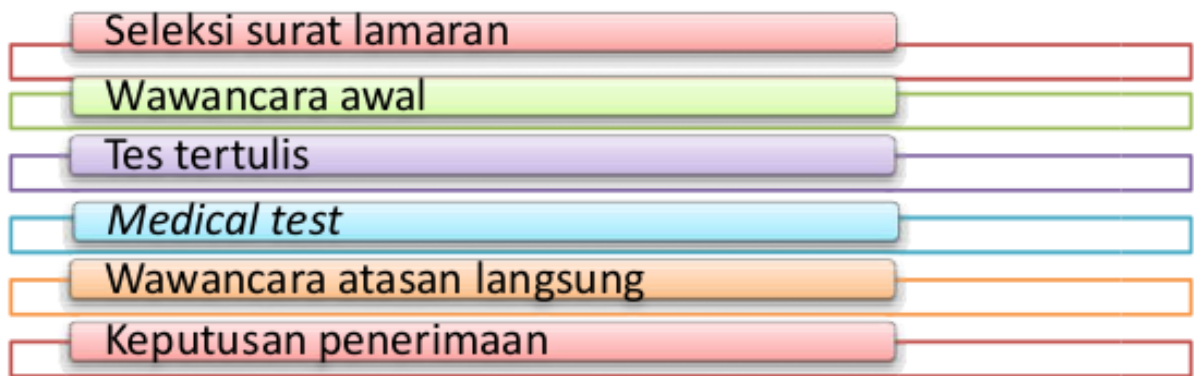 Seleksi surat lamaran
Wawancara awal
Tes tertulis
Medical test
Wawancara atasan langsung
Keputusan penerimaan